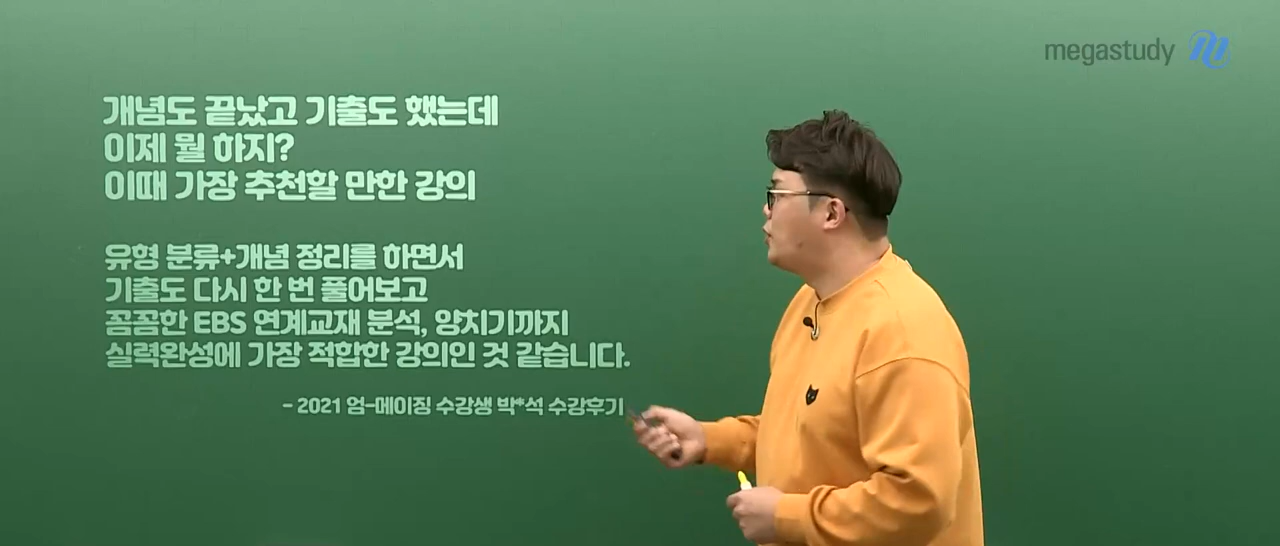 megastudy
개념도 끝났고 기출도 했는데
이제 뭘 하지?
이때 가장 추천할 만한 강의
유형 분류+개념 정리를 하면서
기출도 다시 한 번 풀어보고
꼼꼼한 EBS 연계교재 분석, 양치기까지
실력완성에 가장 적합한 강의인 것 같습니다.
- 2021 엄-메이징 수강생 박*석 수강후기